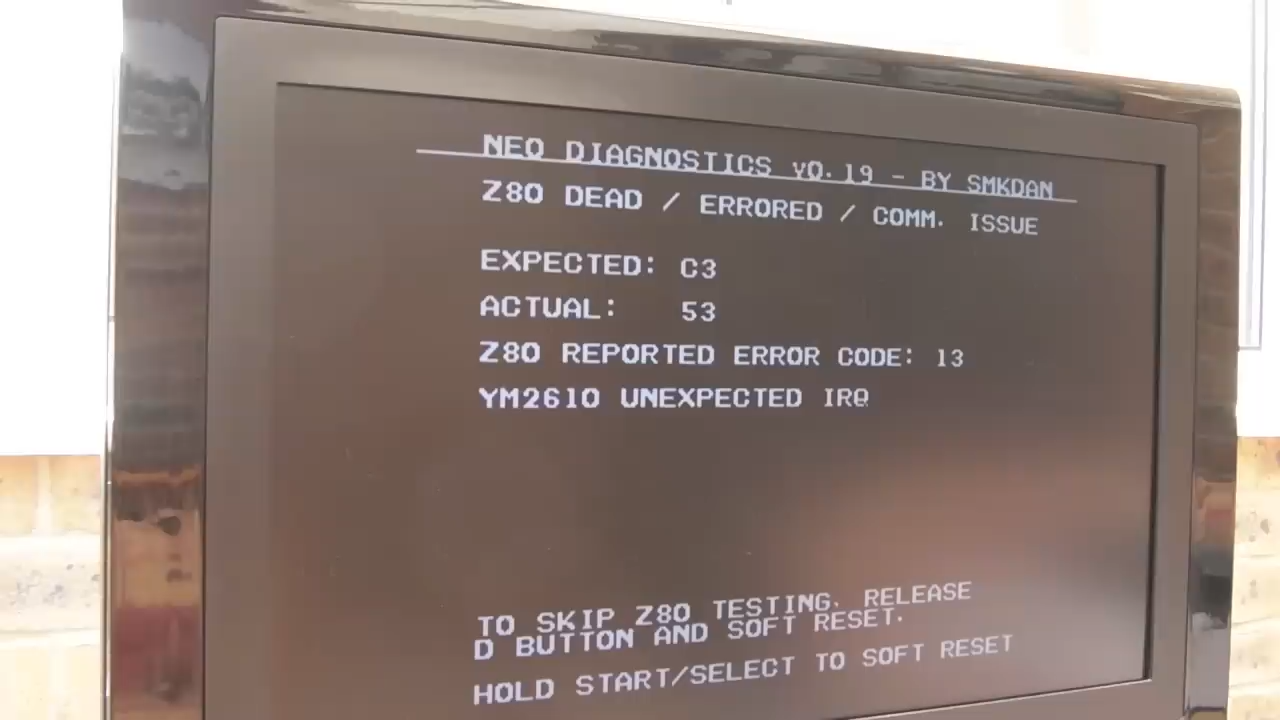 NEO DIAGNOSTICS v0.19 - BY SMKDAN
Z80 DEAD / ERRORED / COMM. ISSUE
EXPECTED: C3
ACTUAL: 53
Z80 REPORTED ERROR CODE: 13
YM2610 UNEXPECTED IRQ
TO SKIP Z80 TESTING, RELEASE
D BUTTON AND SOFT RESET.
HOLD START/SELECT TO SOFT RESET